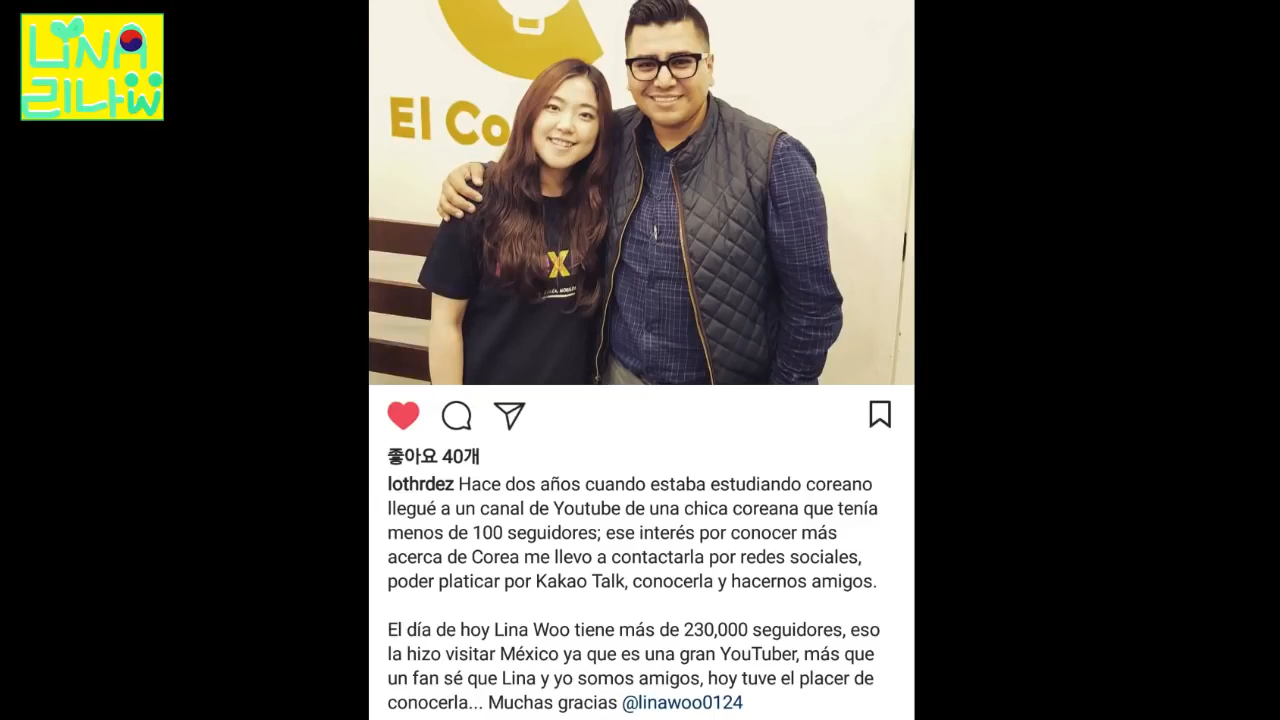 LiNA
리나w
El Co
X
좋아요 40개
lothrdez Hace dos años cuando estaba estudiando coreano
llegué a un canal de Youtube de una chica coreana que tenía
menos de 100 seguidores; ese interés por conocer más
acerca de Corea me llevo a contactarla por redes sociales,
poder platicar por Kakao Talk, conocerla y hacernos amigos.
El día de hoy Lina Woo tiene más de 230,000 seguidores, eso
la hizo visitar México ya que es una gran YouTuber, más que
un fan sé que Lina y yo somos amigos, hoy tuve el placer de
conocerla... Muchas gracias @linawoo0124